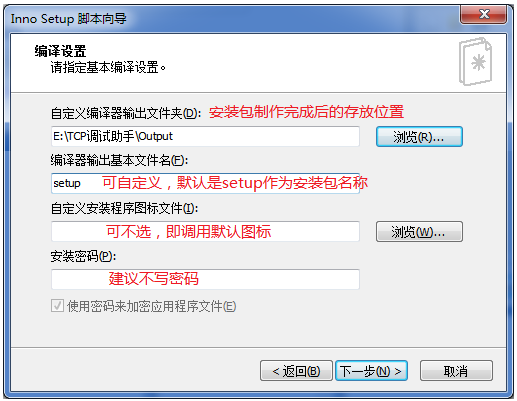 Inno Setup 脚本向导
编译设置
请指定基本编译设置。
自定义编译器输出文件夹(D): 安装包制作完成后的存放位置
E:\TCP调试助手\Output 浏览(R)...
编译器输出基本文件名(F):
setup 可自定义，默认是setup作为安装包名称
自定义安装程序图标文件(I):
可不选，即调用默认图标 浏览(W)...
安装密码(P):
建议不写密码
使用密码来加密应用程序文件(E)
< 返回(B) 下一步(N) > 取消